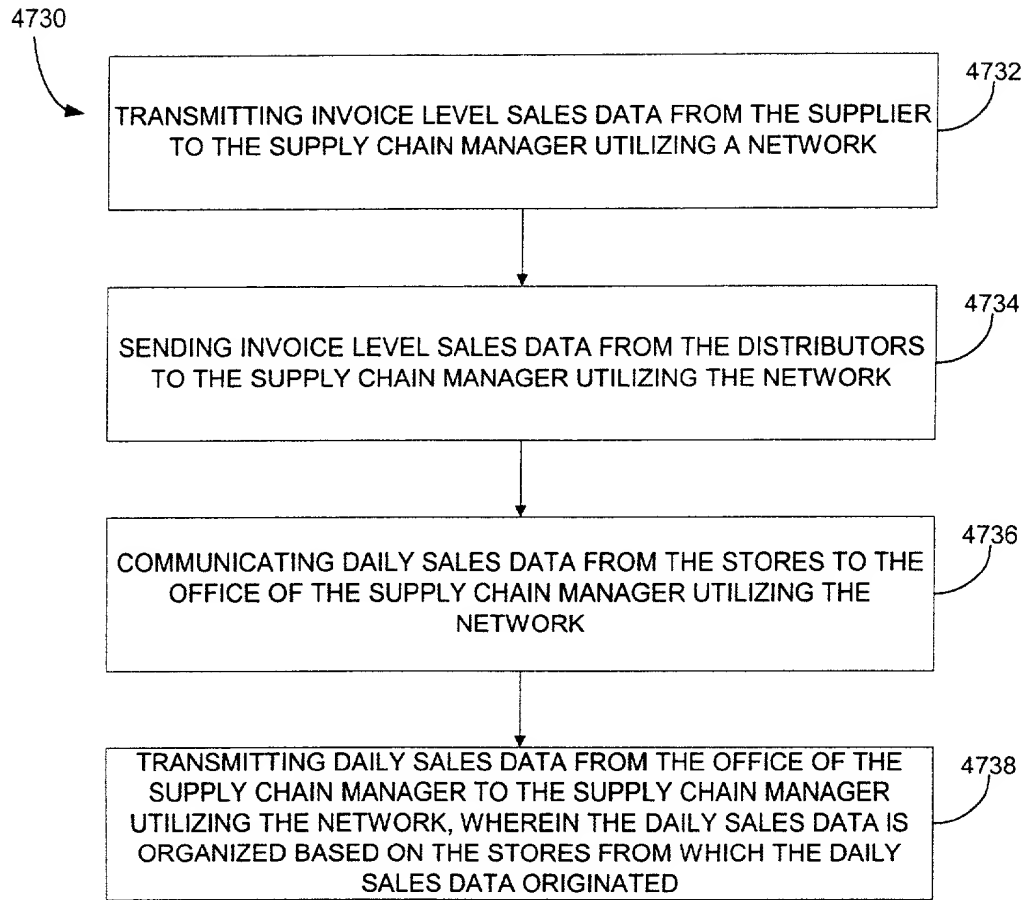 4730
4732
TRANSMITTING INVOICE LEVEL SALES DATA FROM THE SUPPLIER
TO THE SUPPLY CHAIN MANAGER UTILIZING A NETWORK
4734
SENDING INVOICE LEVEL SALES DATA FROM THE DISTRIBUTORS
TO THE SUPPLY CHAIN MANAGER UTILIZING THE NETWORK
4736
COMMUNICATING DAILY SALES DATA FROM THE STORES TO THE
OFFICE OF THE SUPPLY CHAIN MANAGER UTILIZING THE
NETWORK
4738
TRANSMITTING DAILY SALES DATA FROM THE OFFICE OF THE
SUPPLY CHAIN MANAGER TO THE SUPPLY CHAIN MANAGER
UTILIZING THE NETWORK, WHEREIN THE DAILY SALES DATA IS
ORGANIZED BASED ON THE STORES FROM WHICH THE DAILY
SALES DATA ORIGINATED